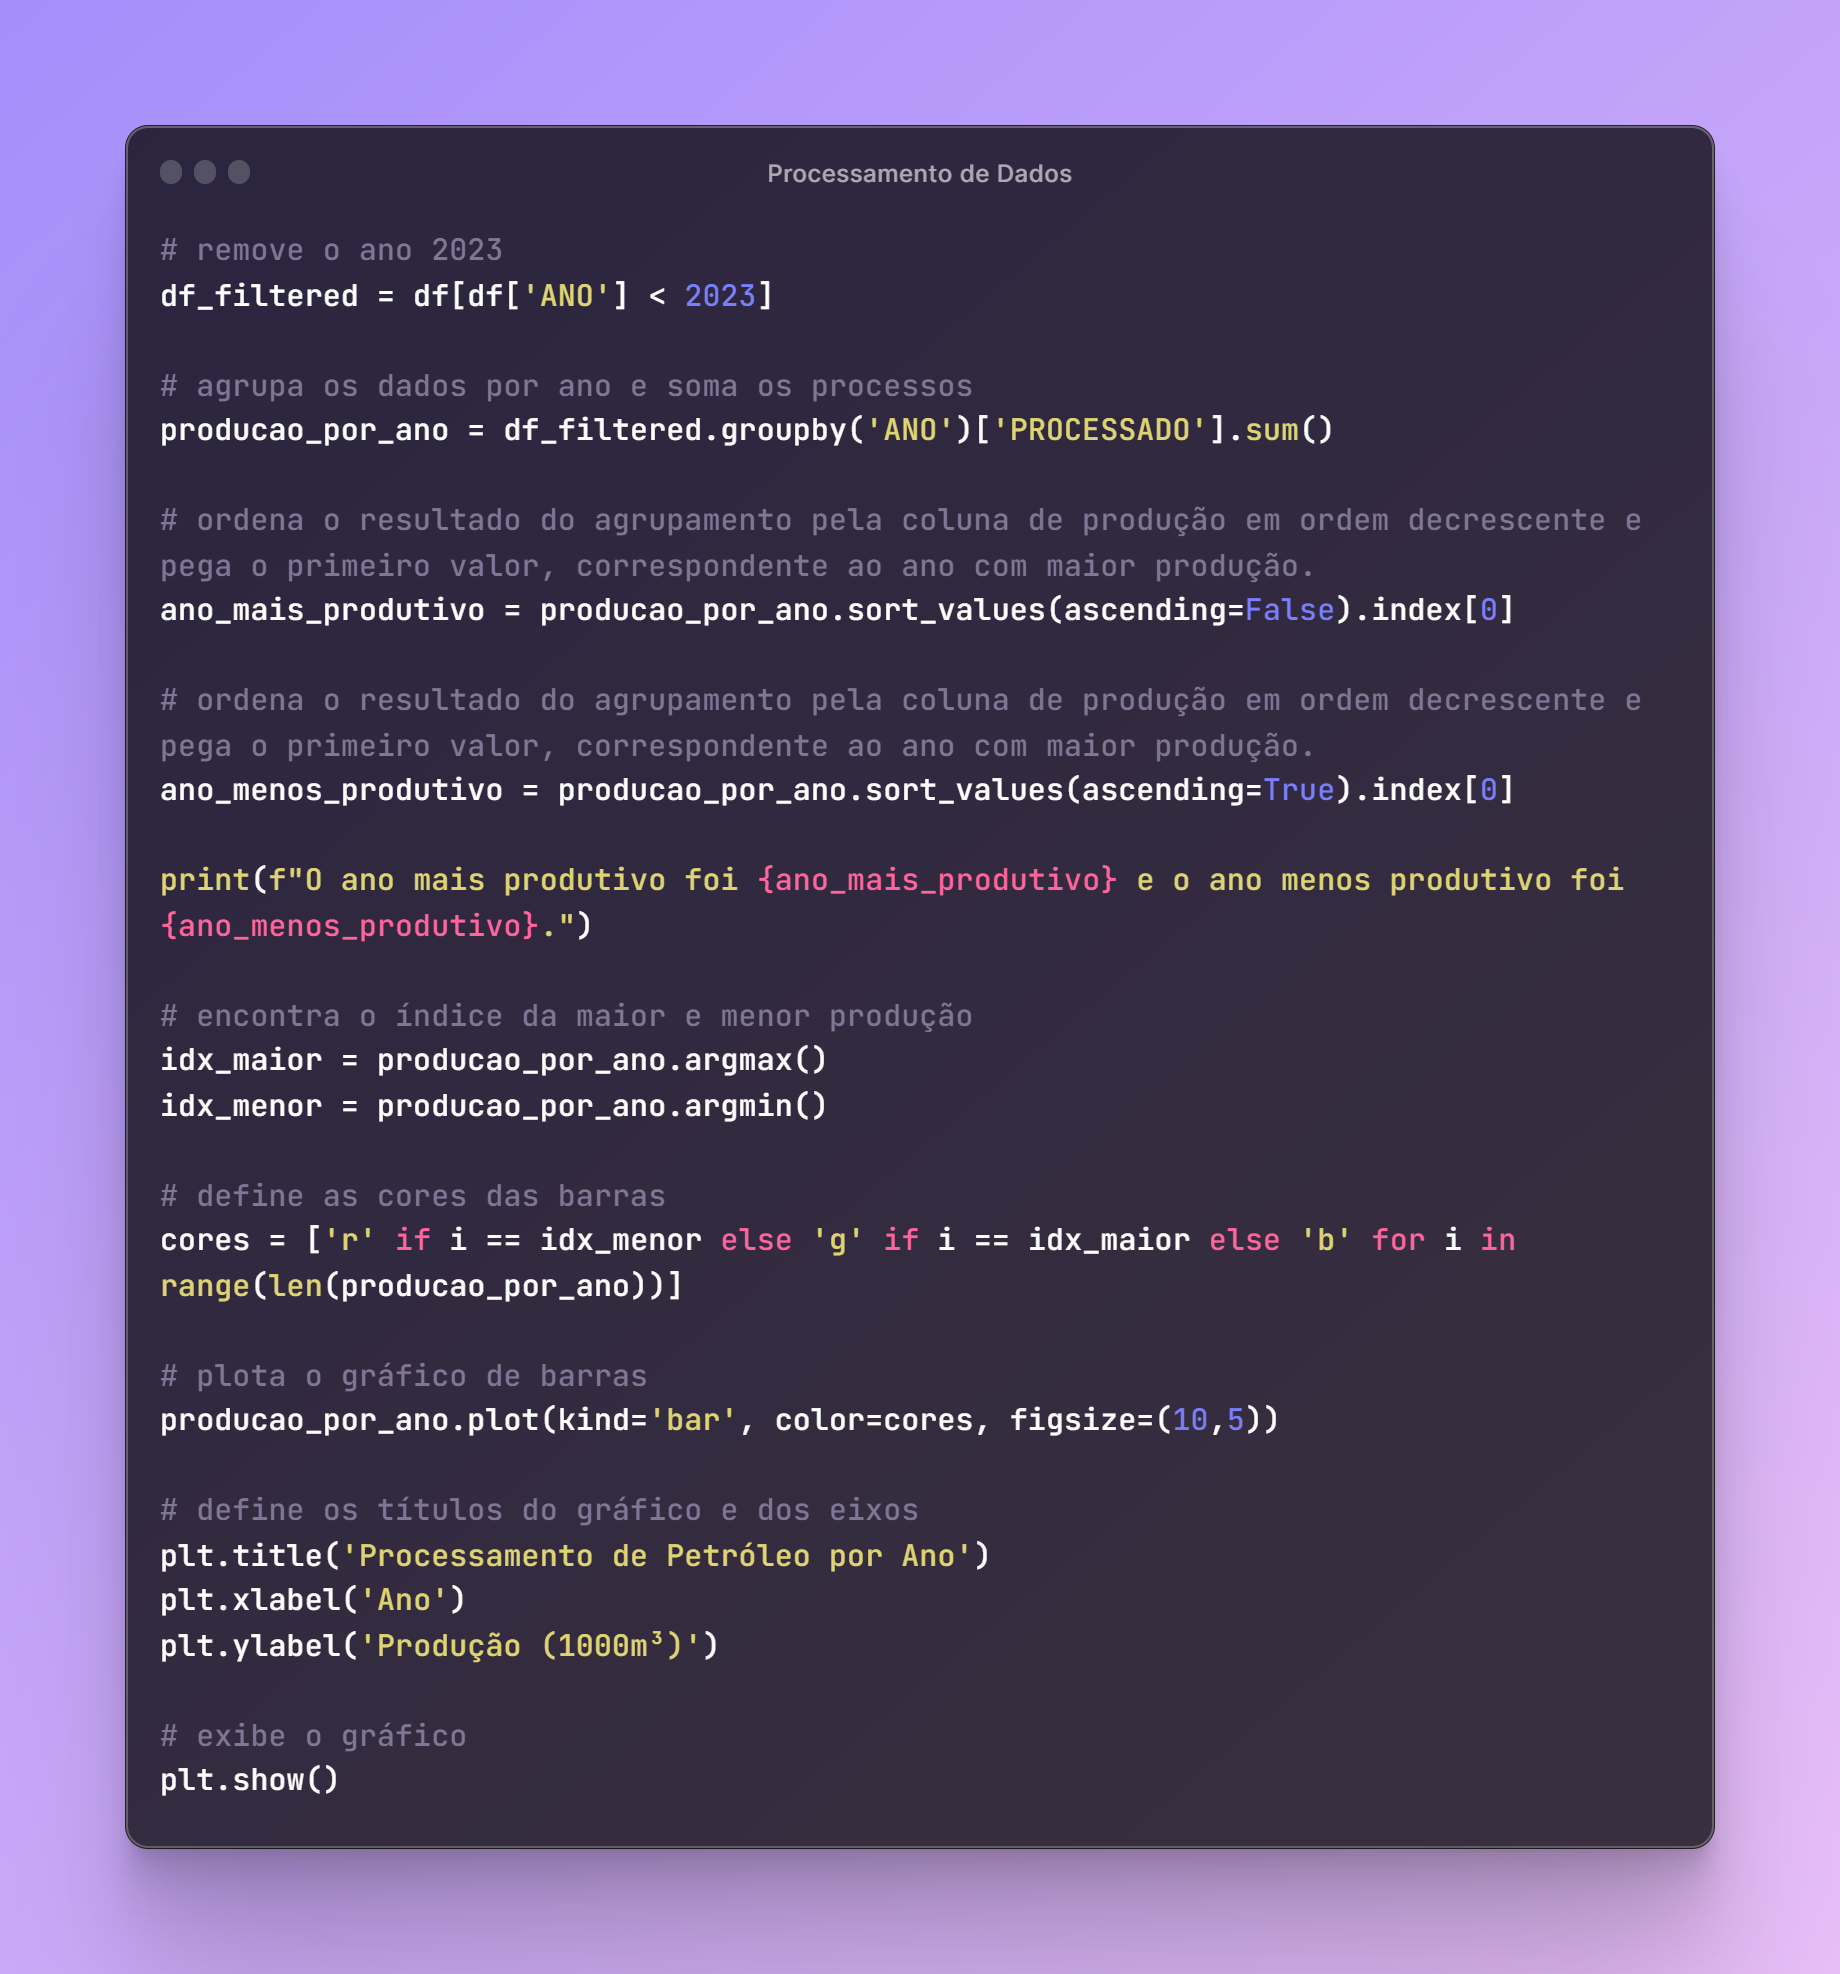 Processamento de Dados
# remove o ano 2023
df_filtered = df[df['ANO'] < 2023]
# agrupa os dados por ano e soma os processos
producao_por_ano = df_filtered.groupby('ANO')['PROCESSADO'].sum()
# ordena o resultado do agrupamento pela coluna de produção em ordem decrescente e
pega o primeiro valor, correspondente ao ano com maior produção.
ano_mais_produtivo = producao_por_ano.sort_values(ascending=False).index[0]
# ordena o resultado do agrupamento pela coluna de produção em ordem decrescente e
pega o primeiro valor, correspondente ao ano com maior produção.
ano_menos_produtivo = producao_por_ano.sort_values(ascending=True).index[0]
print(f"O ano mais produtivo foi {ano_mais_produtivo} e o ano menos produtivo foi
{ano_menos_produtivo}.")
# encontra o índice da maior e menor produção
idx_maior = producao_por_ano.argmax()
idx_menor = producao_por_ano.argmin()
# define as cores das barras
cores = ['r' if i == idx_menor else 'g' if i == idx_maior else 'b' for i in
range(len(producao_por_ano))]
# plota o gráfico de barras
producao_por_ano.plot(kind='bar', color=cores, figsize=(10,5))
# define os títulos do gráfico e dos eixos
plt.title('Processamento de Petróleo por Ano')
plt.xlabel('Ano')
plt.ylabel('Produção (1000m³)')
# exibe o gráfico
plt.show()